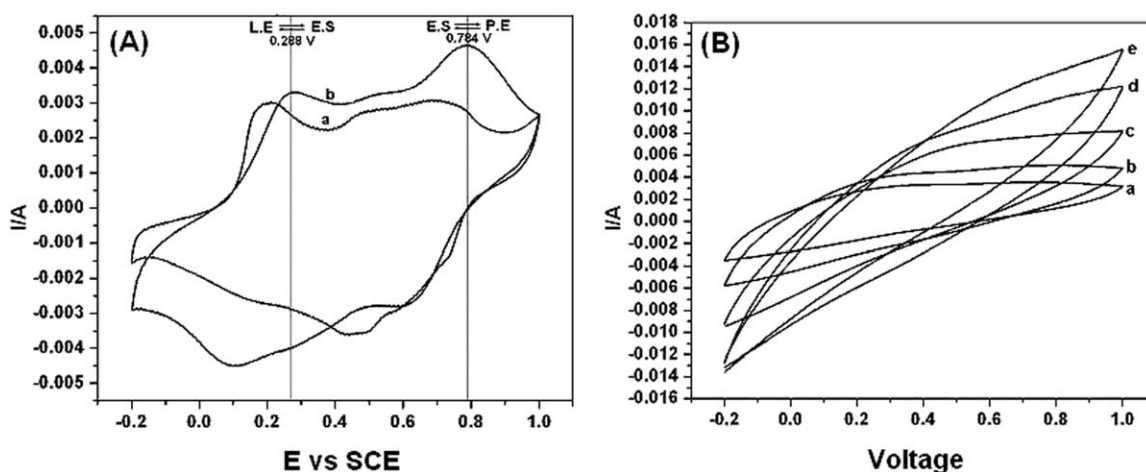 (A)
L.E ⇌ E.S
0.288 V
E.S ⇌ P.E
0.784 V
b
a
I/A
0.005
0.004
0.003
0.002
0.001
0.000
-0.001
-0.002
-0.003
-0.004
-0.005
-0.2 0.0 0.2 0.4 0.6 0.8 1.0
E vs SCE
(B)
e
d
c
b
a
I/A
0.018
0.016
0.014
0.012
0.010
0.008
0.006
0.004
0.002
0.000
-0.002
-0.004
-0.006
-0.008
-0.010
-0.012
-0.014
-0.016
-0.2 0.0 0.2 0.4 0.6 0.8 1.0
Voltage